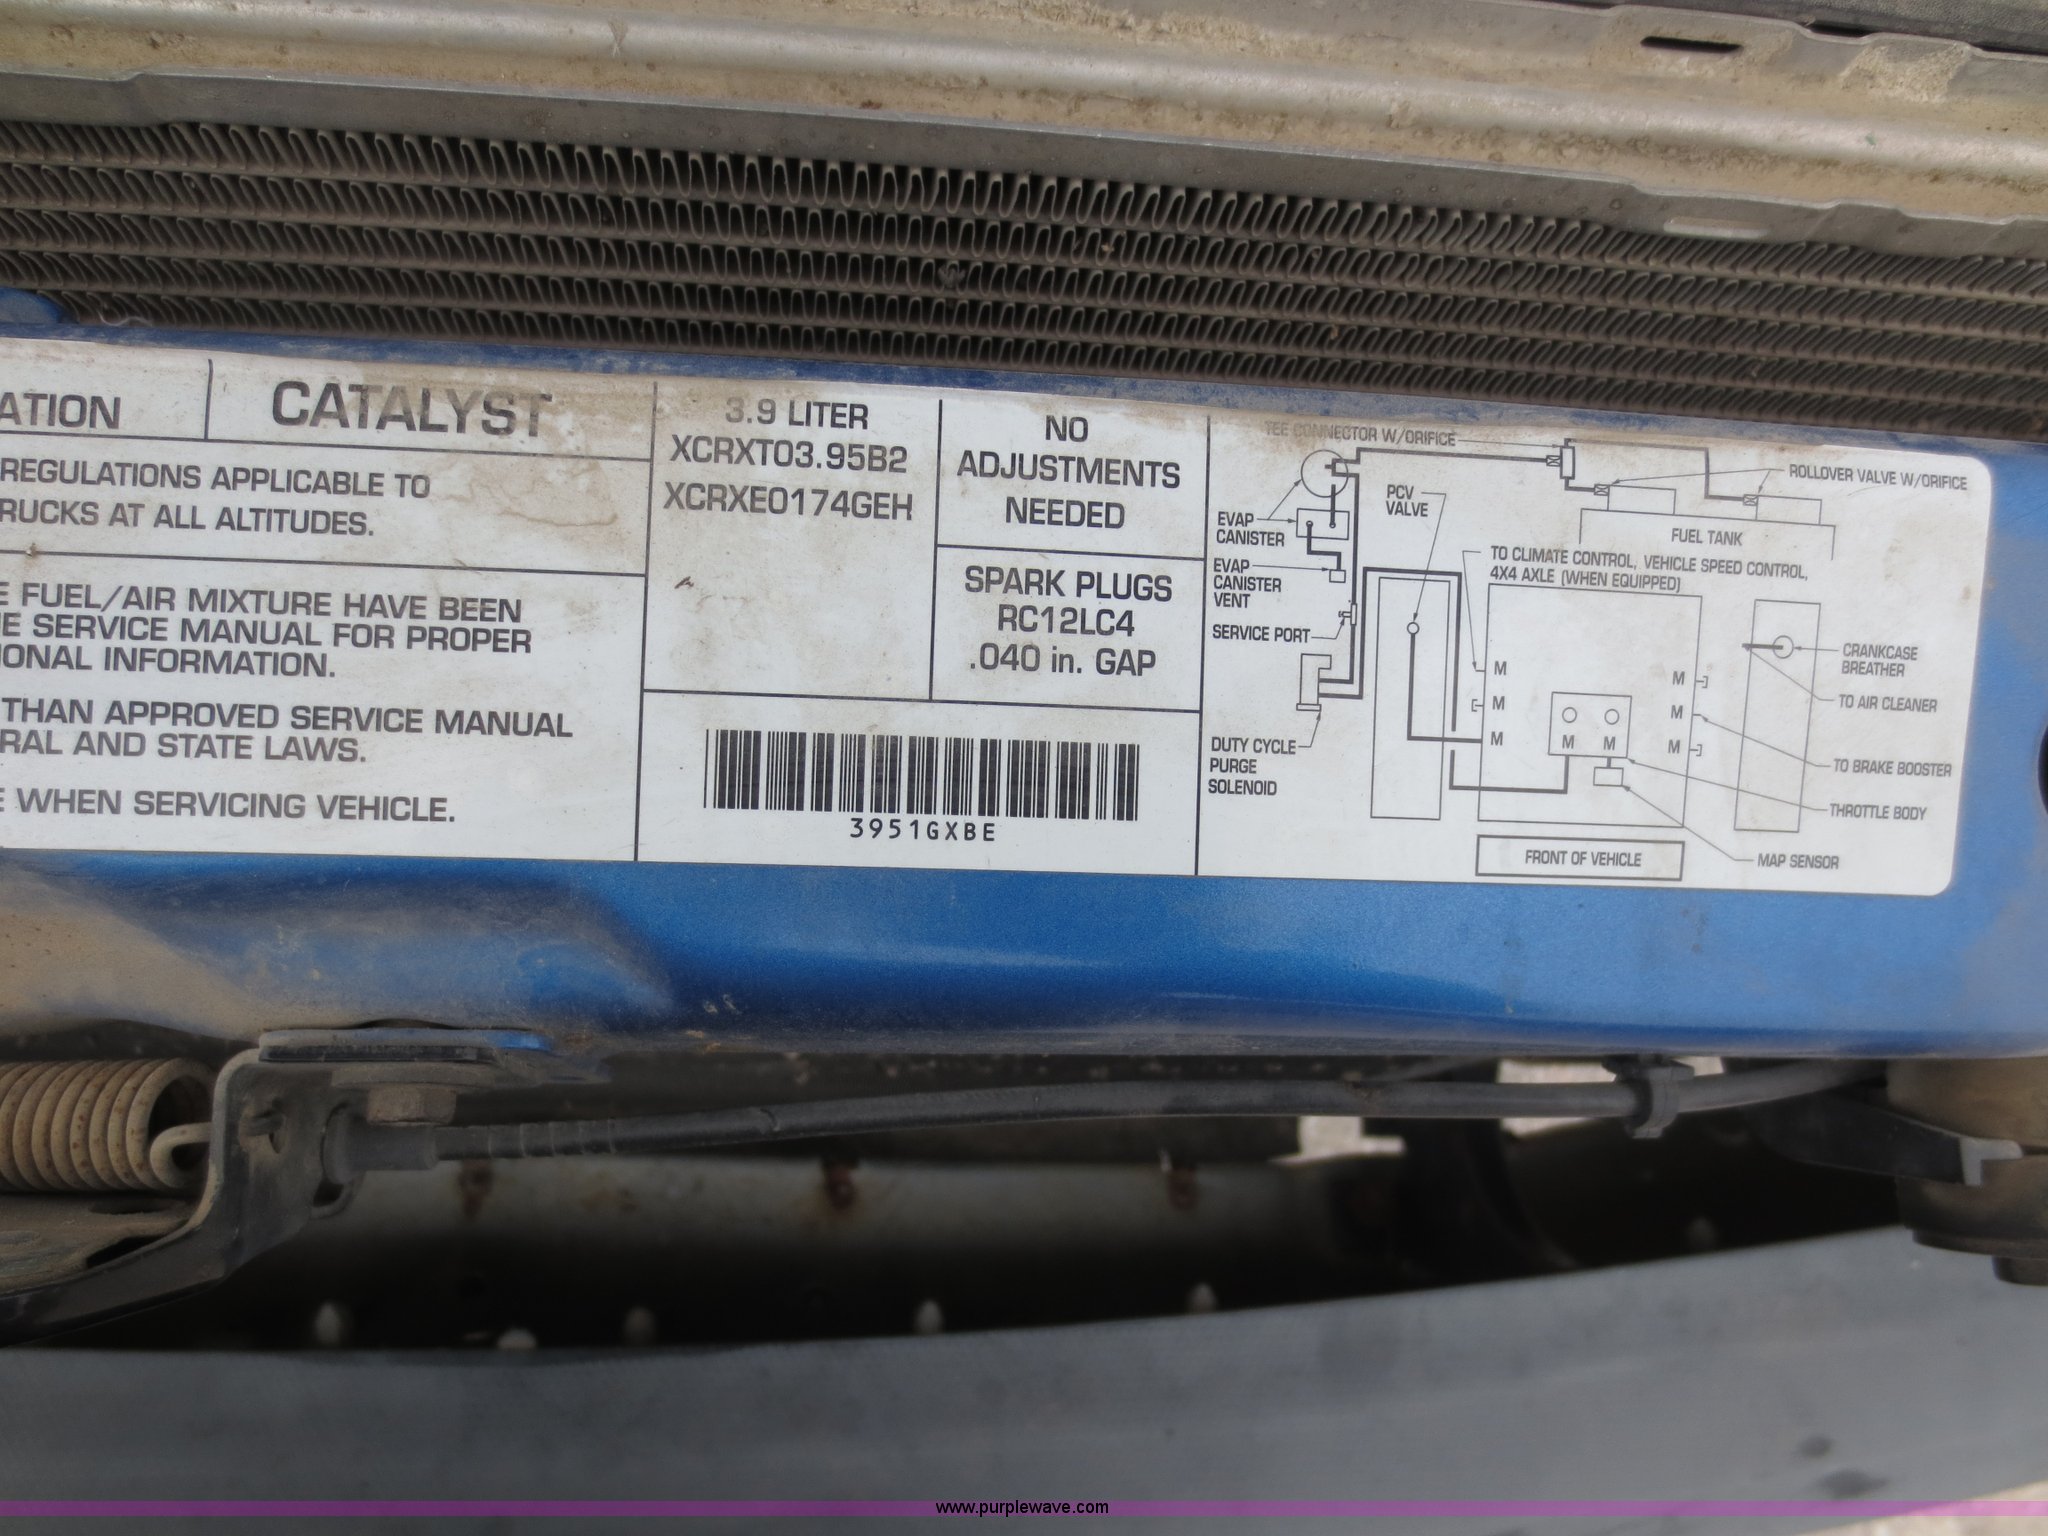 ATION
CATALYST
REGULATIONS APPLICABLE TO
RUCKS AT ALL ALTITUDES.
E FUEL/AIR MIXTURE HAVE BEEN
E SERVICE MANUAL FOR PROPER
IONAL INFORMATION.
THAN APPROVED SERVICE MANUAL
RAL AND STATE LAWS.
E WHEN SERVICING VEHICLE.
3.9 LITER
XCRXT03.95B2
XCRXE0174GEH
NO
ADJUSTMENTS
NEEDED
SPARK PLUGS
RC12LC4
.040 in. GAP
3951GXBE
TEE CONNECTOR W/ORIFICE
ROLLOVER VALVE W/ORIFICE
PCV
VALVE
EVAP
CANISTER
FUEL TANK
TO CLIMATE CONTROL, VEHICLE SPEED CONTROL,
4X4 AXLE (WHEN EQUIPPED)
EVAP
CANISTER
VENT
SERVICE PORT
CRANKCASE
BREATHER
M
M
M
M
M
M
M
M
TO AIR CLEANER
DUTY CYCLE
PURGE
SOLENOID
TO BRAKE BOOSTER
THROTTLE BODY
MAP SENSOR
FRONT OF VEHICLE
www.purplewave.com